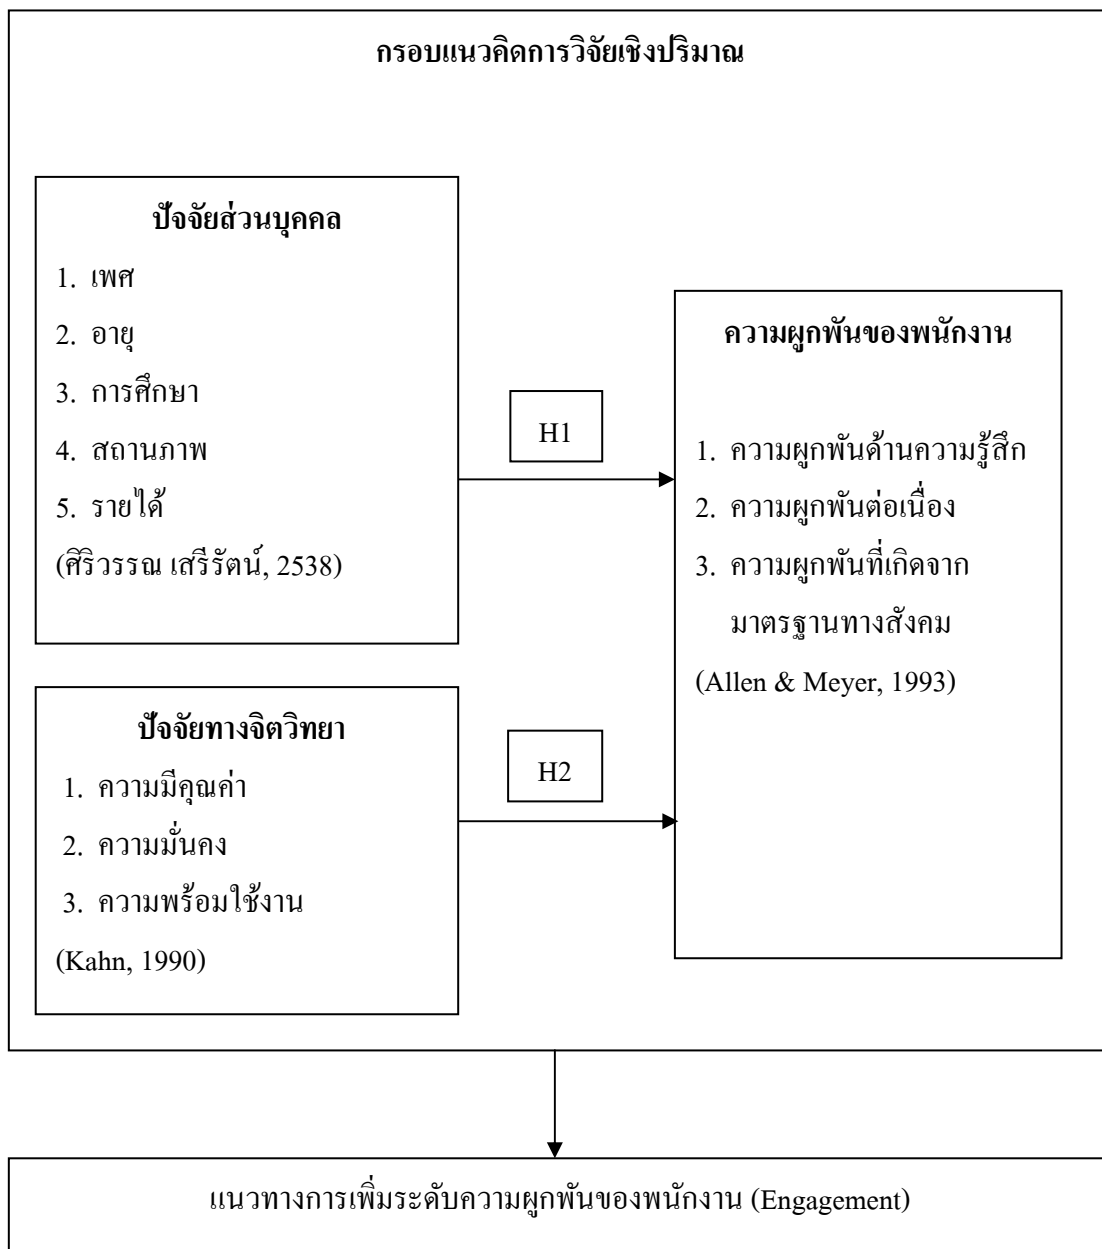 กรอบแนวคิดการวิจัยเชิงปริมาณ
ปัจจัยส่วนบุคคล
1. เพศ
2. อายุ
3. การศึกษา
4. สถานภาพ
5. รายได้
(ศิริวรรณ เสรีรัตน์, 2538)
H1
ความผูกพันของพนักงาน
1. ความผูกพันด้านความรู้สึก
2. ความผูกพันต่อเนื่อง
3. ความผูกพันที่เกิดจาก
มาตรฐานทางสังคม
(Allen & Meyer, 1993)
ปัจจัยทางจิตวิทยา
1. ความมีคุณค่า
2. ความมั่นคง
3. ความพร้อมใช้งาน
(Kahn, 1990)
H2
แนวทางการเพิ่มระดับความผูกพันของพนักงาน (Engagement)